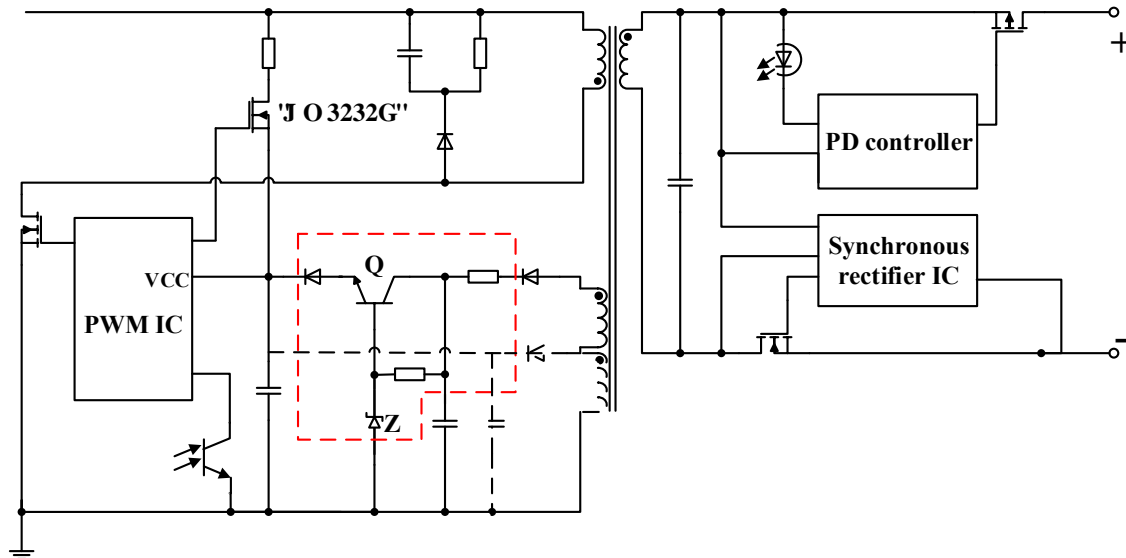 "J O 3232G"
PD controller
VCC
PWM IC
Q
Z
Synchronous
rectifier IC
+
-